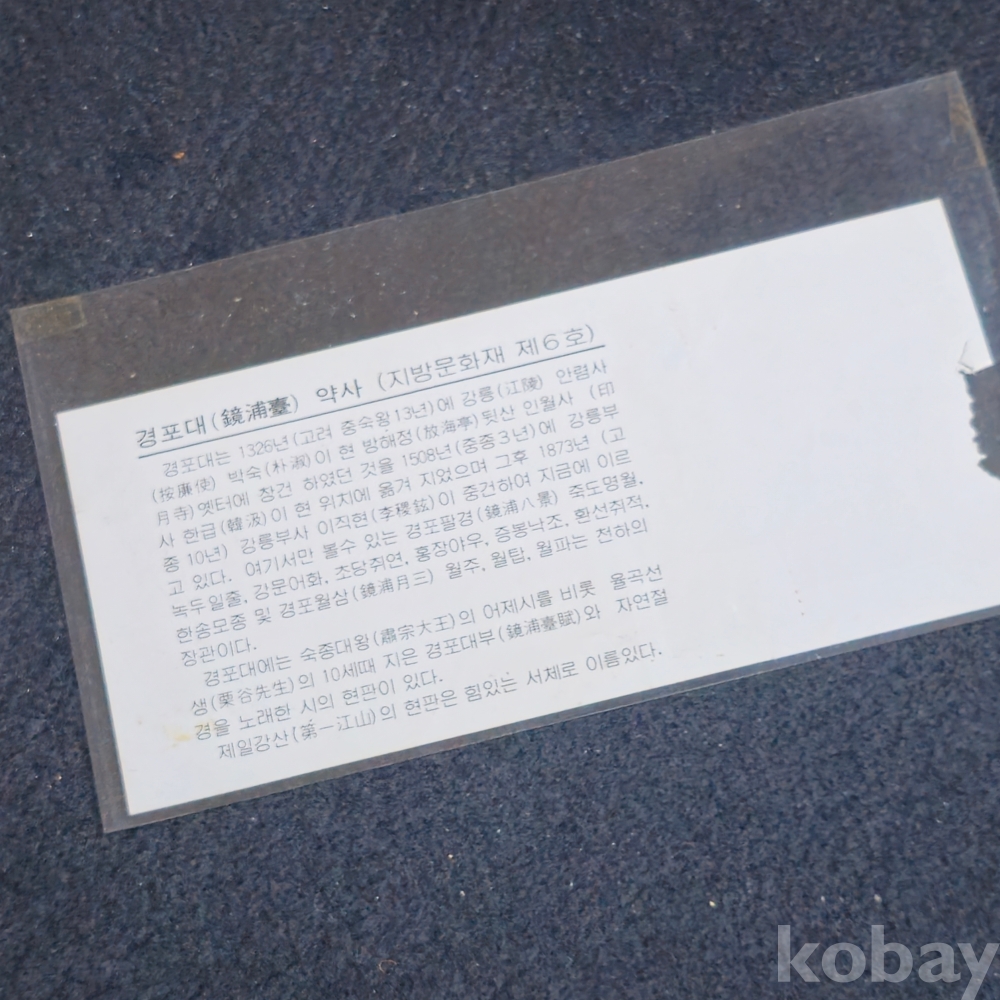 경포대(鏡浦臺) 약사 (지방문화재 제6호)
경포대는 1326년(고려 충숙왕13년)에 강릉(江陵) 안렴사
(按廉使) 박숙(朴淑)이 현 방해정(放海亭) 뒷산 인월사 (印
月寺)옛터에 창건 하였던 것을 1508년(중종3년)에 강릉부
사 한급(韓汲)이 현 위치에 옮겨 지었으며 그후 1873년 (고
종10년) 강릉부사 이직현(李稷鉉)이 중건하여 지금에 이르
고 있다. 여기서만 볼수 있는 경포팔경(鏡浦八景) 죽도명월,
녹두일출, 강문어화, 초당취연, 홍장야우, 증봉낙조, 환선취적,
한송모종 및 경포월삼(鏡浦月三) 월주, 월탑, 월파는 천하의
장관이다.
경포대에는 숙종대왕(肅宗大王)의 어제시를 비롯 율곡선
생(栗谷先生)의 10세때 지은 경포대부(鏡浦臺賦)와 자연절
경을 노래한 시의 현판이 있다.
제일강산(第一江山)의 현판은 힘있는 서체로 이름있다.
kobay